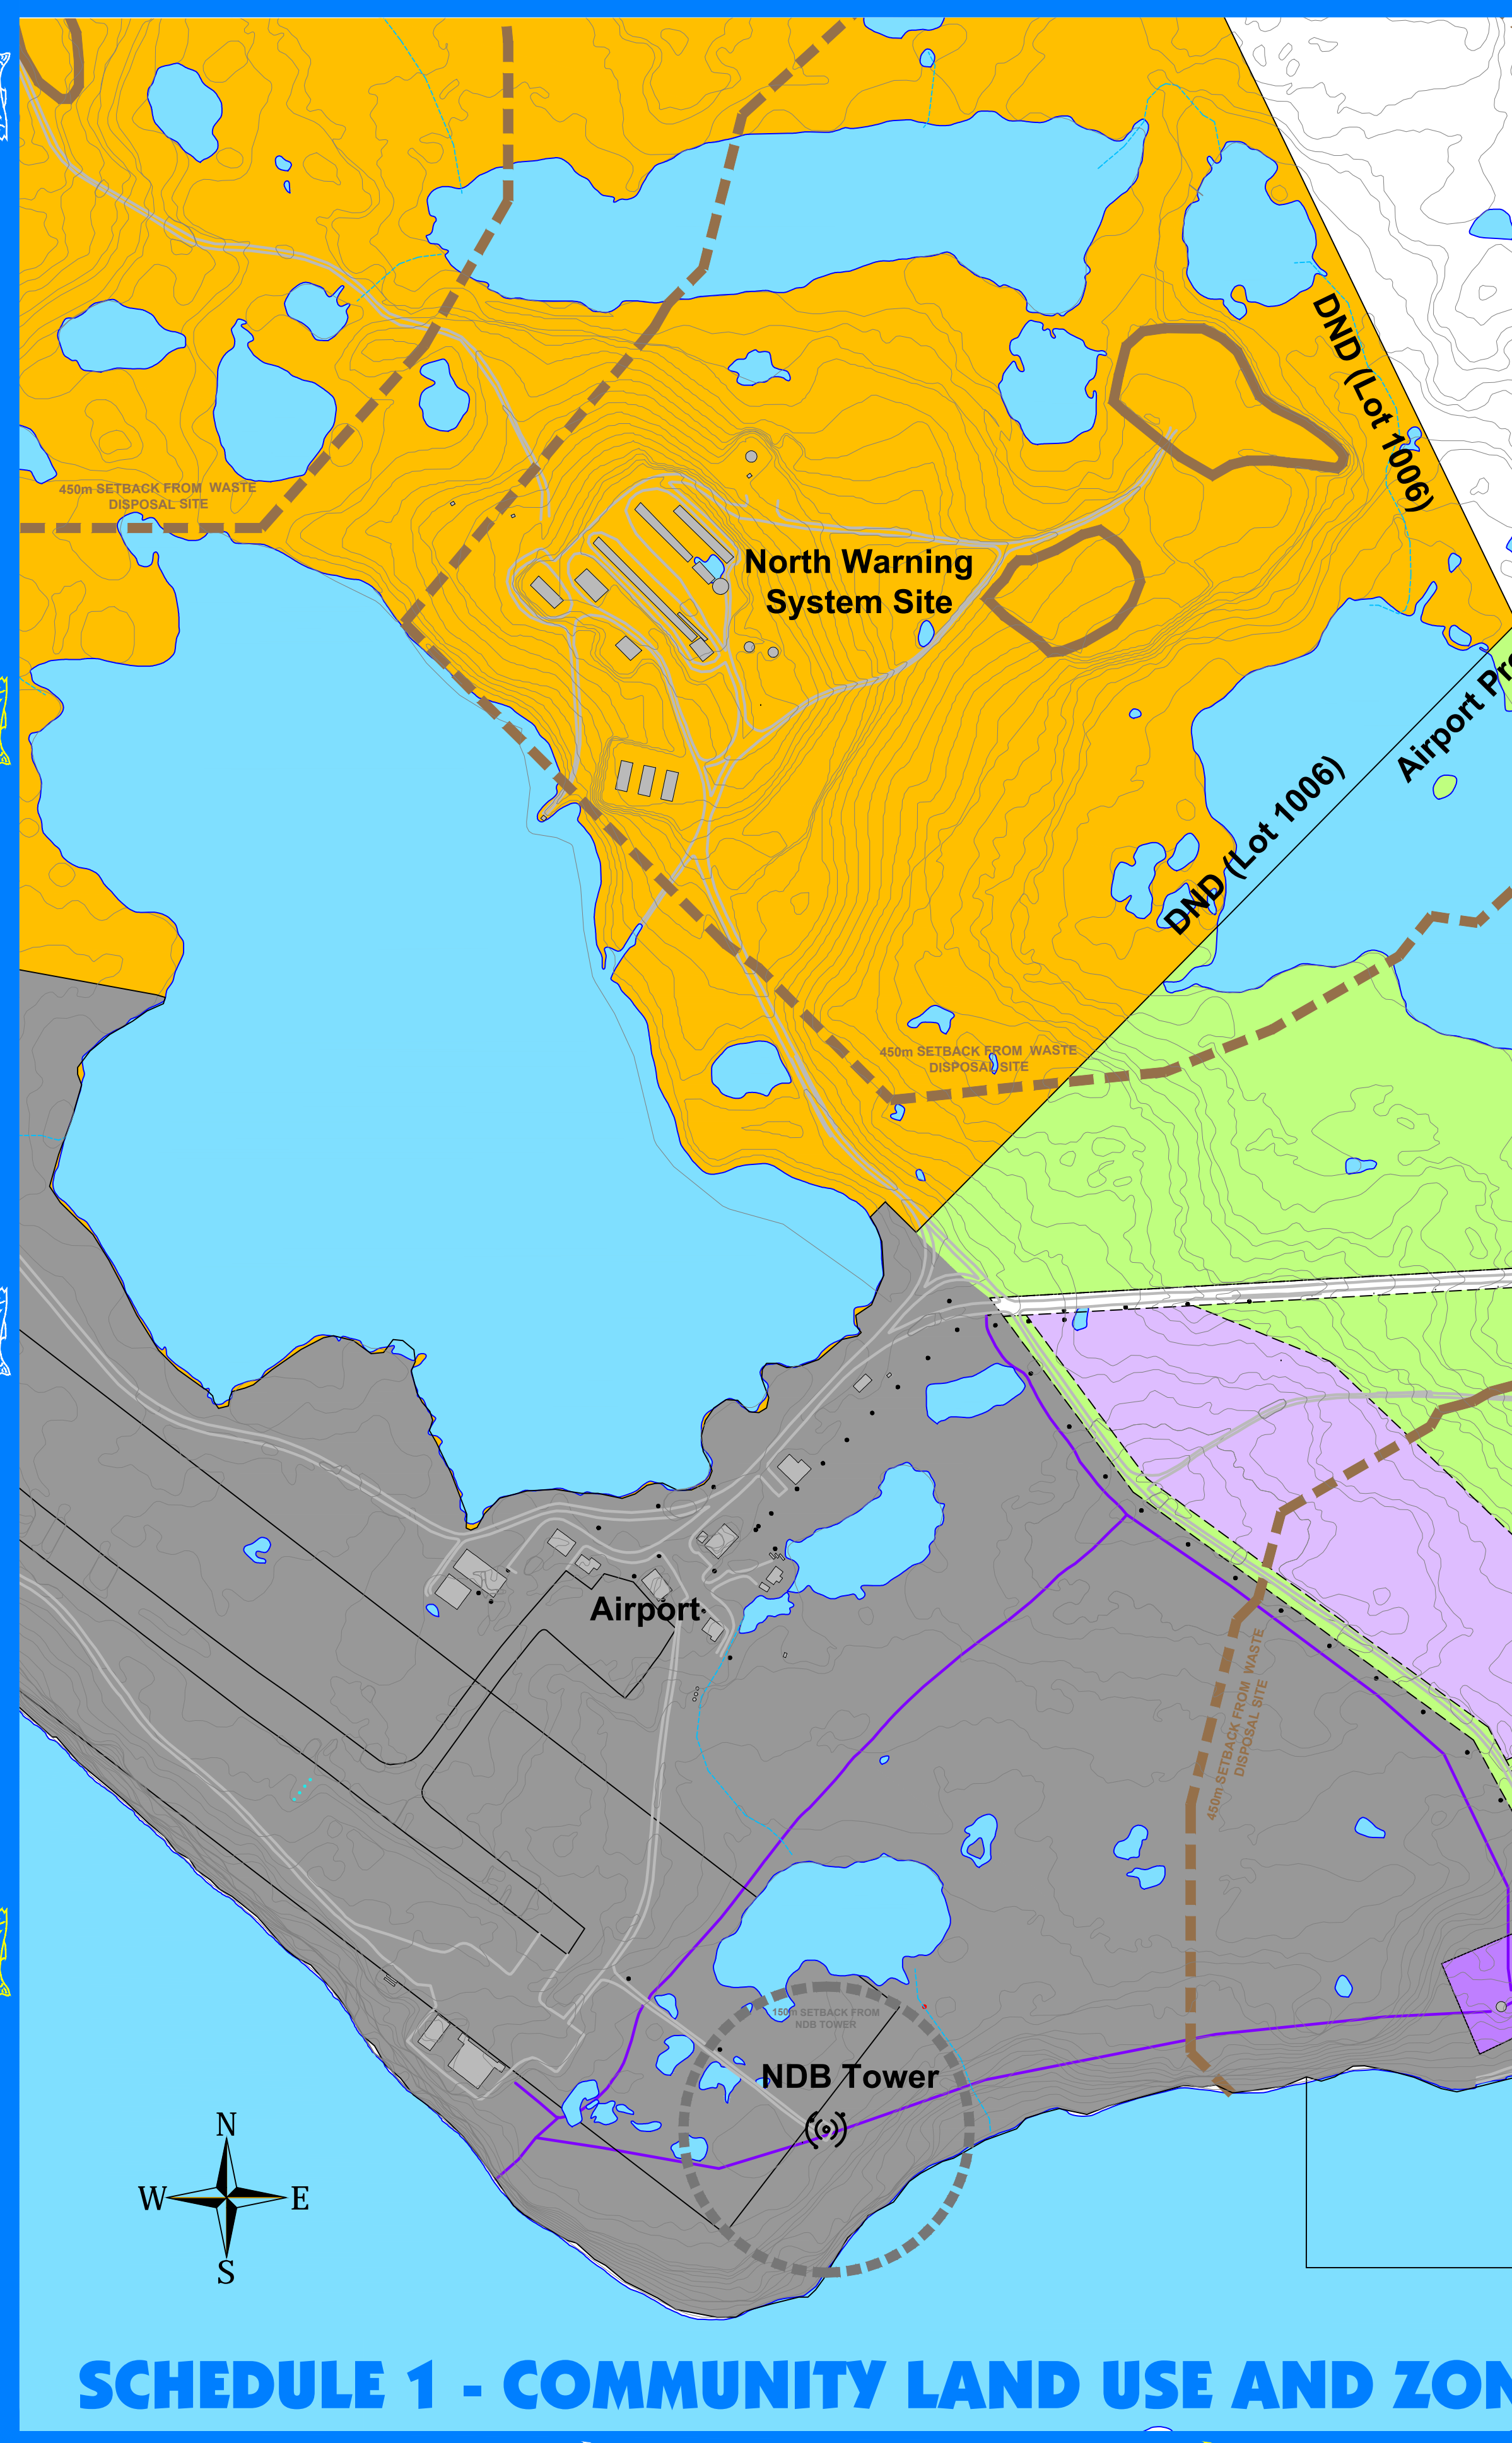 DND (Lot 1006)
450m SETBACK FROM WASTE
DISPOSAL SITE
North Warning
System Site
Airport
DND (Lot 1006)
450m SETBACK FROM WASTE
DISPOSAL SITE
Airport
450m SETBACK FROM WASTE
DISPOSAL SITE
150m SETBACK FROM
NDB TOWER
NDB Tower
N
W
E
S
SCHEDULE 1 - COMMUNITY LAND USE AND